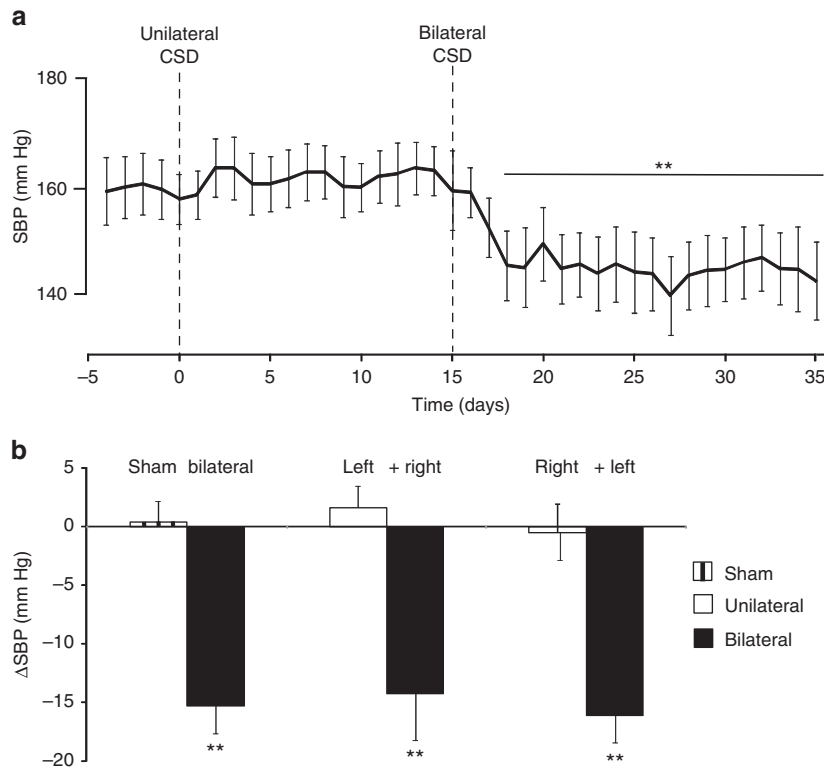 a
Unilateral
CSD
Bilateral
CSD
180
160
140
SBP (mm Hg)
**
–5 0 5 10 15 20 25 30 35
Time (days)
b
Sham bilateral Left + right Right + left
5
0
–5
–10
–15
–20
ΔSBP (mm Hg)
** ** **
Sham
Unilateral
Bilateral